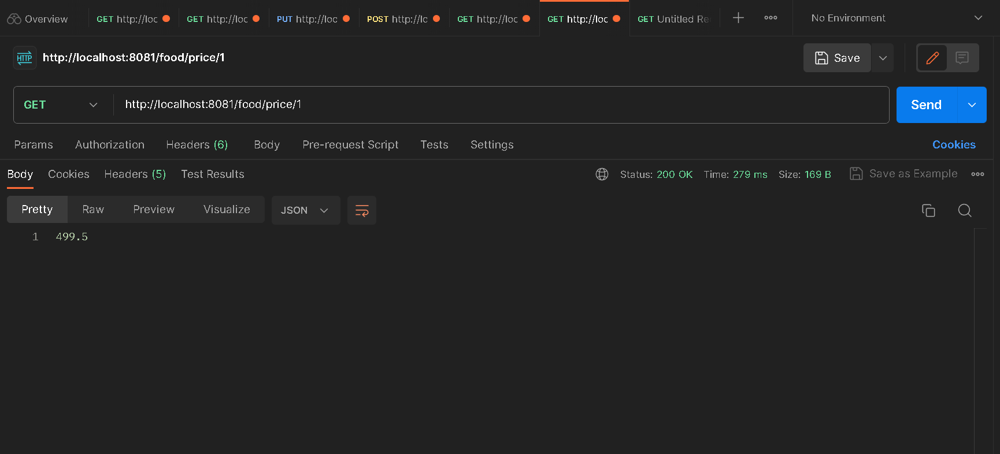 Overview GET http://loc GET http://loc PUT http://loc POST http://lo GET http://loc GET http://loc GET Untitled Re No Environment
HTTP http://localhost:8081/food/price/1 Save
GET http://localhost:8081/food/price/1 Send
Params Authorization Headers (6) Body Pre-request Script Tests Settings Cookies
Body Cookies Headers (5) Test Results Status: 200 OK Time: 279 ms Size: 169 B Save as Example
Pretty Raw Preview Visualize JSON
1 499.5